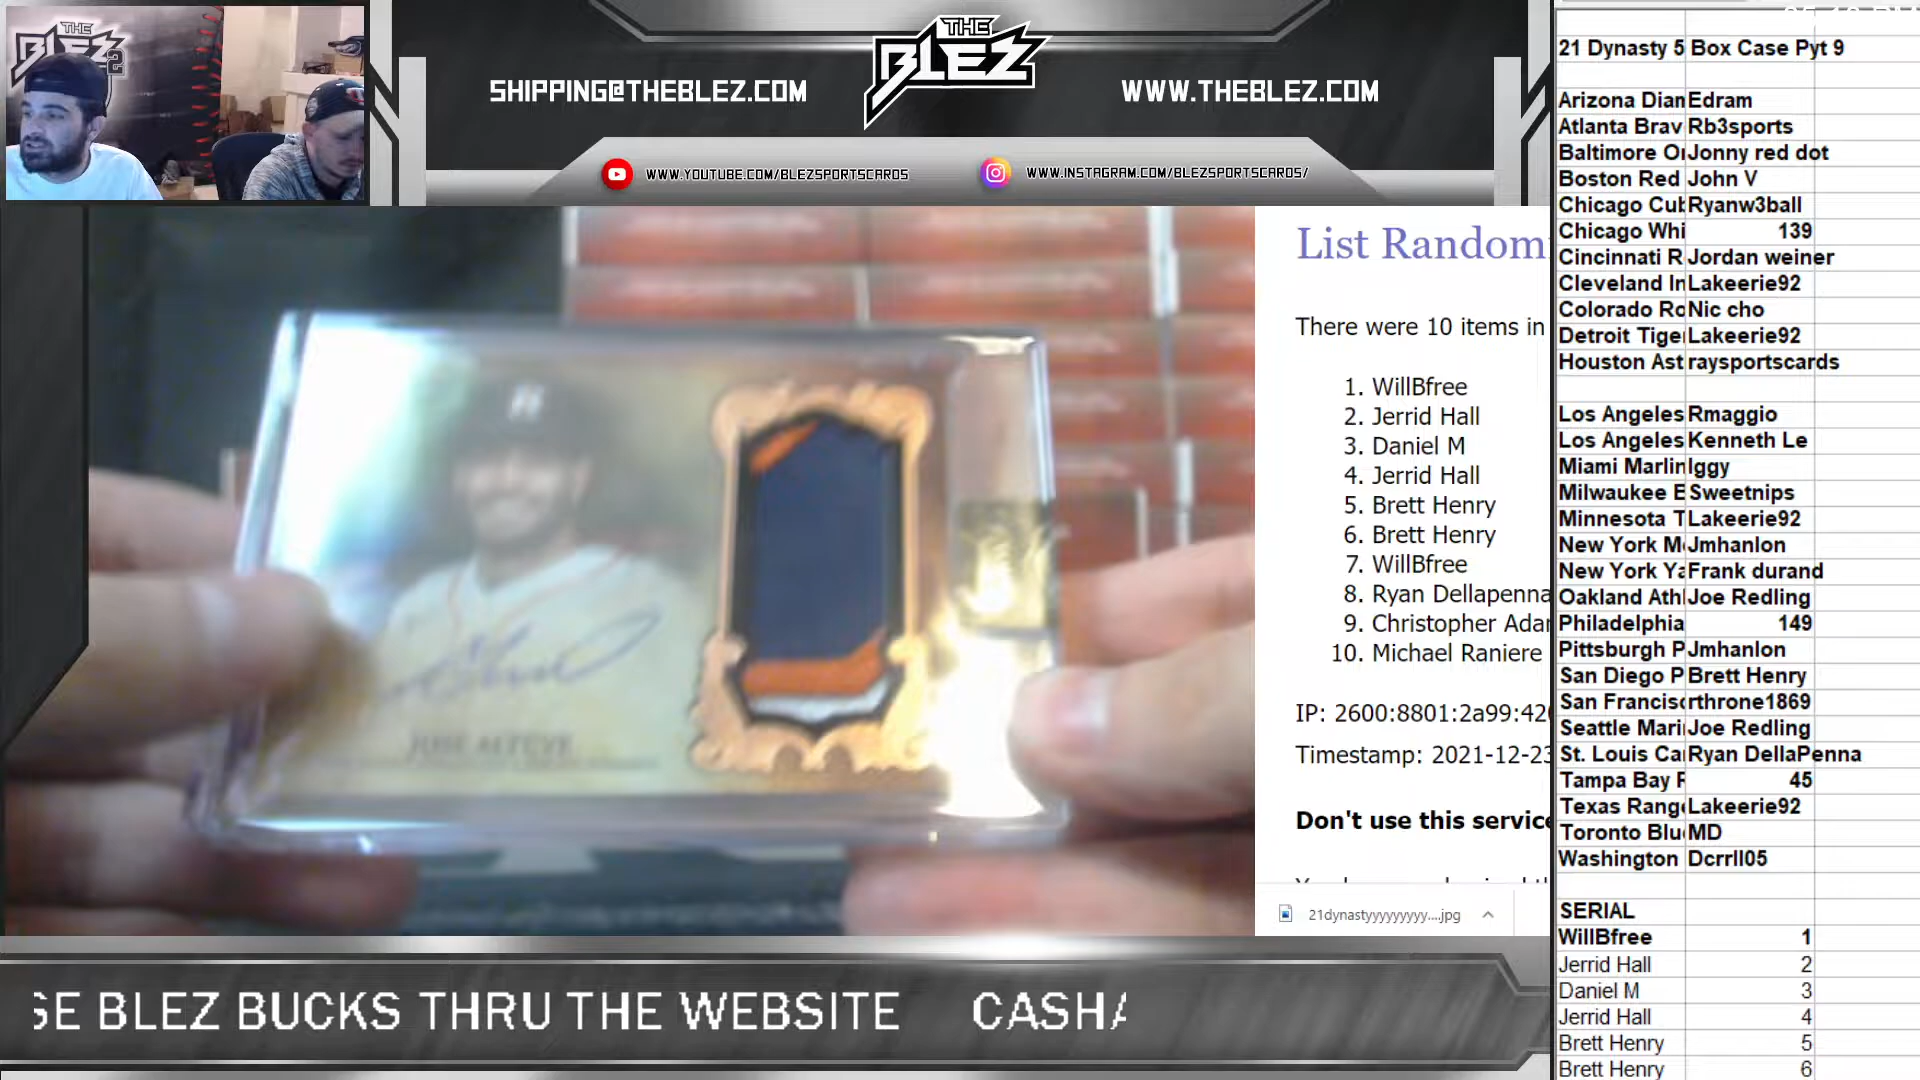 THE
BLEZ
SHIPPING@THEBLEZ.COM
WWW.THEBLEZ.COM
WWW.YOUTUBE.COM/BLEZSPORTSCARDS
WWW.INSTAGRAM.COM/BLEZSPORTSCARDS/
JOSE ALTUVE
List Random
There were 10 items in
1. WillBfree
2. Jerrid Hall
3. Daniel M
4. Jerrid Hall
5. Brett Henry
6. Brett Henry
7. WillBfree
8. Ryan Dellapenna
9. Christopher Adar
10. Michael Raniere
IP: 2600:8801:2a99:42
Timestamp: 2021-12-23
Don't use this service
21dynastyyyyyyyyy....jpg
21 Dynasty 5 Box Case Pyt 9
Arizona Diam Edram
Atlanta Brav Rb3sports
Baltimore Or Jonny red dot
Boston Red John V
Chicago Cub Ryanw3ball
Chicago Whi 139
Cincinnati R Jordan weiner
Cleveland In Lakeerie92
Colorado Ro Nic cho
Detroit Tige Lakeerie92
Houston Ast raysportscards
Los Angeles Rmaggio
Los Angeles Kenneth Le
Miami Marlin Iggy
Milwaukee B Sweetnips
Minnesota T Lakeerie92
New York M Jmhanlon
New York Ya Frank durand
Oakland Athl Joe Redling
Philadelphia 149
Pittsburgh P Jmhanlon
San Diego P Brett Henry
San Francisc rthrone1869
Seattle Mari Joe Redling
St. Louis Ca Ryan DellaPenna
Tampa Bay R 45
Texas Range Lakeerie92
Toronto Blu MD
Washington Dcrrll05
SERIAL
WillBfree 1
Jerrid Hall 2
Daniel M 3
Jerrid Hall 4
Brett Henry 5
Brett Henry 6
GE BLEZ BUCKS THRU THE WEBSITE CASHA